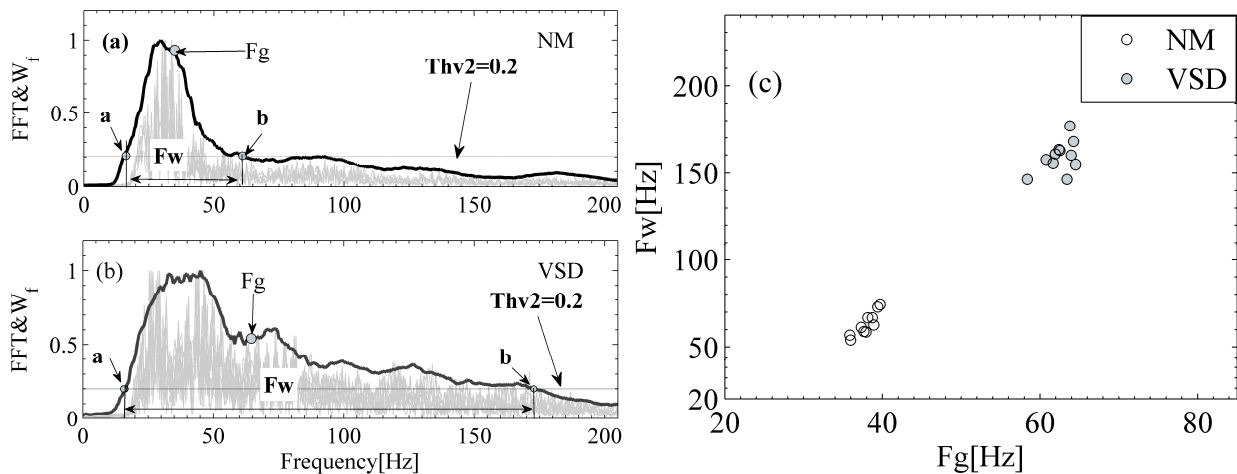 (a)
NM
Fg
Thv2=0.2
a
b
Fw
FFT&W_f
1
0.5
0
0 50 100 150 200
(b)
VSD
Fg
Thv2=0.2
a
b
Fw
FFT&W_f
1
0.5
0
0 50 100 150 200
Frequency[Hz]
(c)
NM
VSD
Fw[Hz]
200
150
100
50
20
20 40 60 80
Fg[Hz]